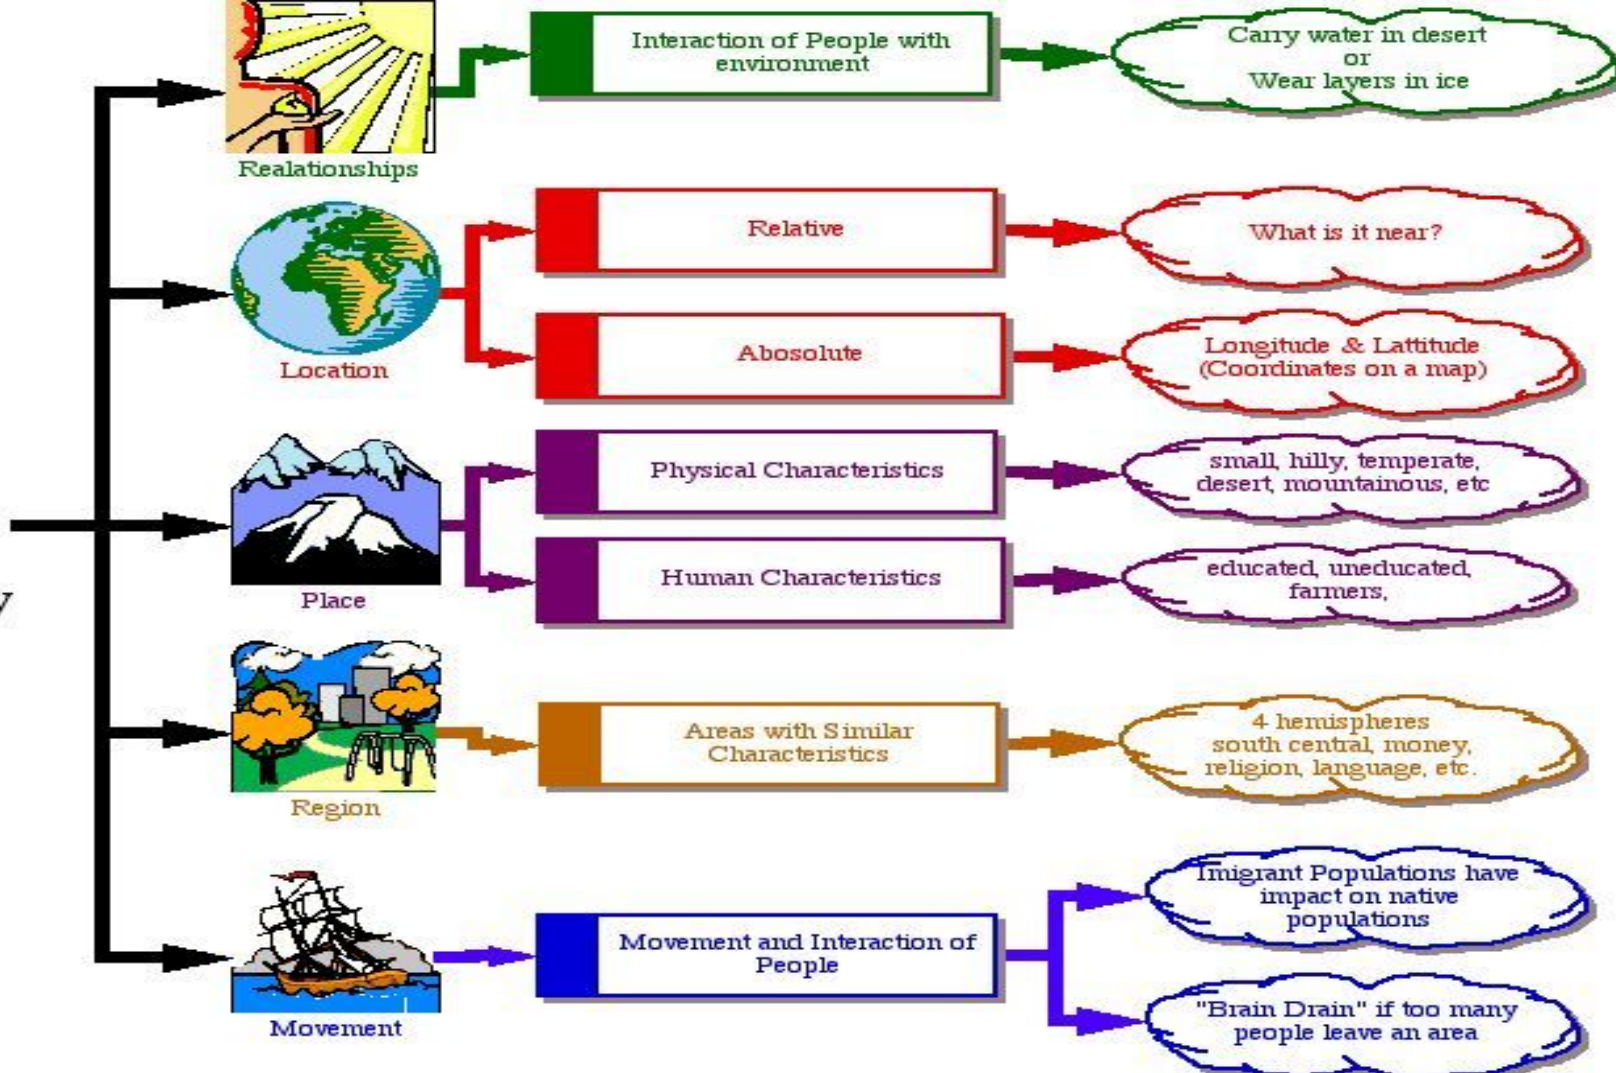 Interaction of People with
environment
Carry water in desert
or
Wear layers in ice
Realationships
Relative
What is it near?
Location
Abosolute
Longitude & Lattitude
(Coordinates on a map)
Physical Characteristics
small, hilly, temperate,
desert, mountainous, etc
Place
Human Characteristics
educated, uneducated,
farmers,
y
Region
Areas with Similar
Characteristics
4 hemispheres
south central, money,
religion, language, etc.
Movement
Movement and Interaction of
People
Imigrant Populations have
impact on native
populations
"Brain Drain" if too many
people leave an area